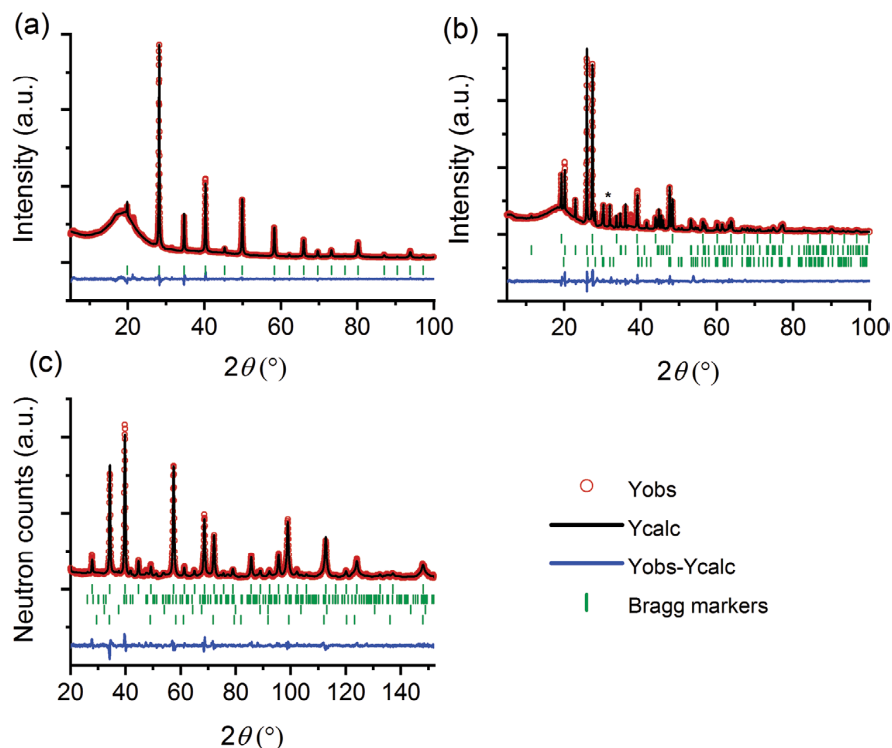 (a)
Intensity (a.u.)
20 40 60 80 100
2θ (°)
(b)
Intensity (a.u.)
*
20 40 60 80 100
2θ (°)
(c)
Neutron counts (a.u.)
20 40 60 80 100 120 140
2θ (°)
Yobs
Ycalc
Yobs-Ycalc
Bragg markers